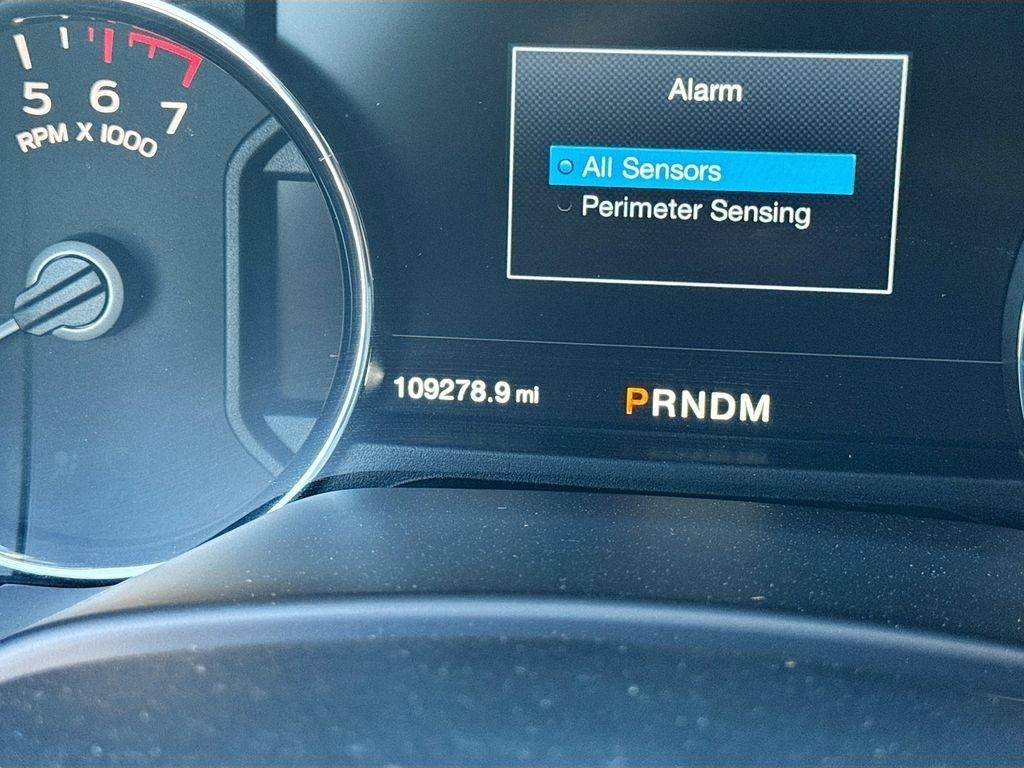 5 6 7
RPM X 1000
Alarm
All Sensors
Perimeter Sensing
109278.9 mi
PRNDM